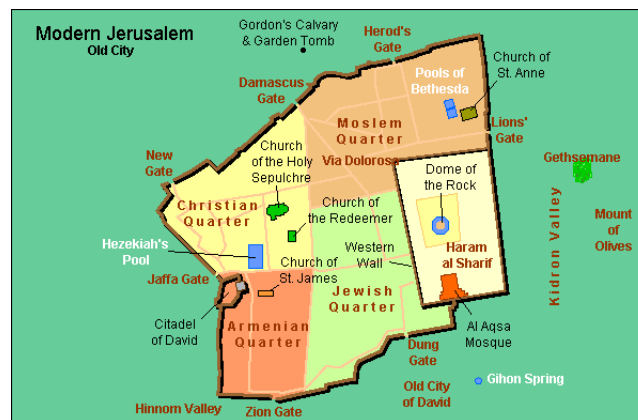 Modern Jerusalem
Old City
Gordon's Calvary
& Garden Tomb
Herod's
Gate
Church of
St. Anne
Pools of
Bethesda
Damascus
Gate
Moslem
Quarter
Lions'
Gate
Church
of the Holy
Sepulchre
Via Dolorosa
New
Gate
Gethsemane
Dome of
the Rock
Christian
Quarter
Church of
the Redeemer
Kidron Valley
Mount
of
Olives
Hezekiah's
Pool
Western
Wall
Haram
al Sharif
Jaffa Gate
Church of
St. James
Jewish
Quarter
Citadel
of David
Armenian
Quarter
Al Aqsa
Mosque
Dung
Gate
Gihon Spring
Old City
of David
Hinnom Valley
Zion Gate